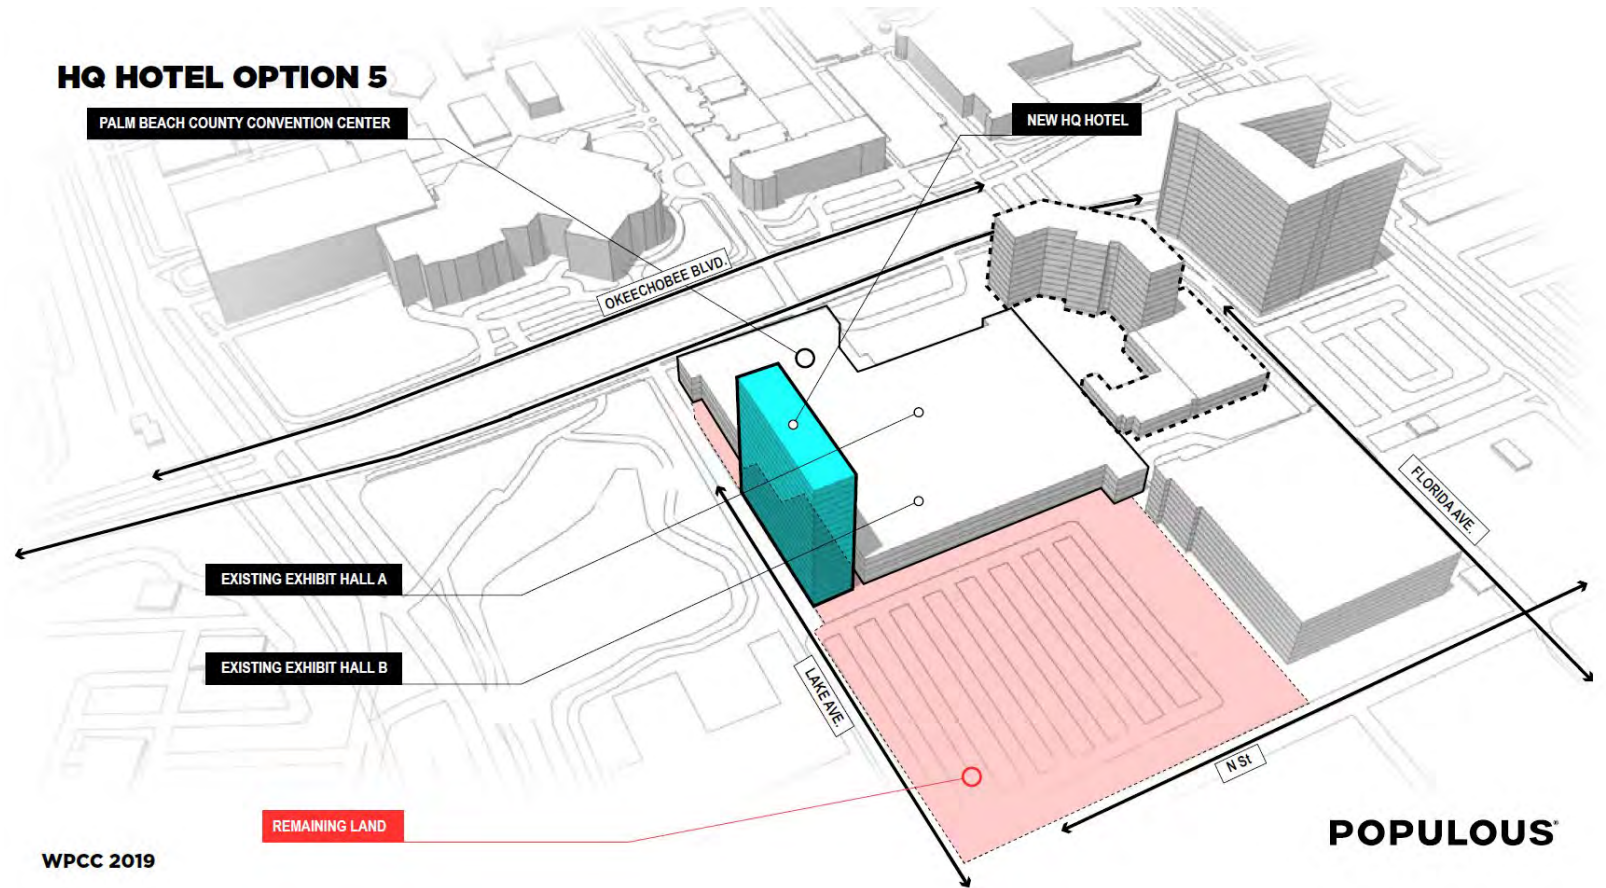 HQ HOTEL OPTION 5
PALM BEACH COUNTY CONVENTION CENTER
NEW HQ HOTEL
OKEECHOBEE BLVD.
FLORIDA AVE.
EXISTING EXHIBIT HALL A
EXISTING EXHIBIT HALL B
LAKE AVE.
N St
REMAINING LAND
POPULOUS®
WPCC 2019